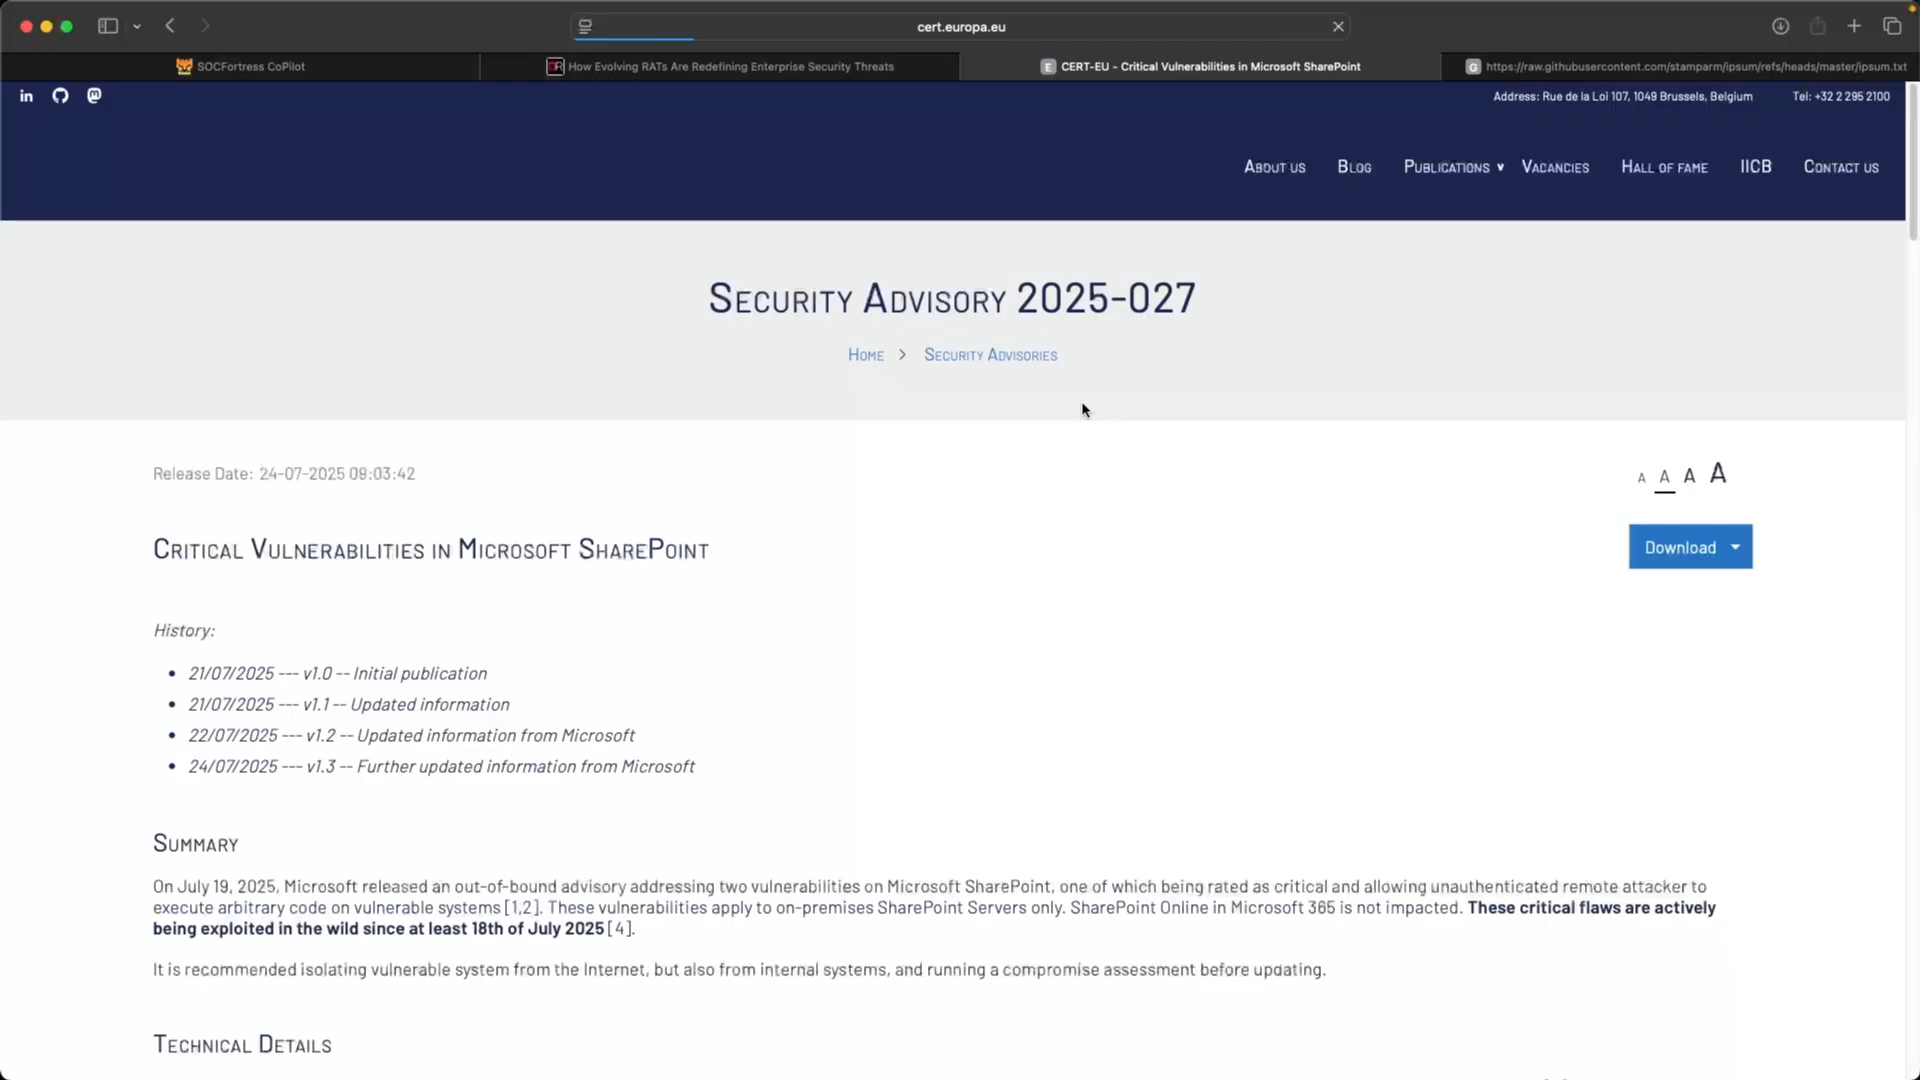 cert.europa.eu
SOCFortress CoPilot
How Evolving RATs Are Redefining Enterprise Security Threats
CERT-EU - Critical Vulnerabilities in Microsoft SharePoint
https://raw.githubusercontent.com/stamparm/ipsum/refs/heads/master/ipsum.txt
Address: Rue de la Loi 107, 1049 Brussels, Belgium
Tel: +32 2 295 2100
About us
Blog
Publications
Vacancies
Hall of fame
IICB
Contact us
Security Advisory 2025-027
Home > Security Advisories
Release Date: 24-07-2025 09:03:42
A A A A
Critical Vulnerabilities in Microsoft SharePoint
Download
History:
• 21/07/2025 --- v1.0 -- Initial publication
• 21/07/2025 --- v1.1 -- Updated information
• 22/07/2025 --- v1.2 -- Updated information from Microsoft
• 24/07/2025 --- v1.3 -- Further updated information from Microsoft
Summary
On July 19, 2025, Microsoft released an out-of-bound advisory addressing two vulnerabilities on Microsoft SharePoint, one of which being rated as critical and allowing unauthenticated remote attacker to
execute arbitrary code on vulnerable systems [1,2]. These vulnerabilities apply to on-premises SharePoint Servers only. SharePoint Online in Microsoft 365 is not impacted. These critical flaws are actively
being exploited in the wild since at least 18th of July 2025 [4].
It is recommended isolating vulnerable system from the Internet, but also from internal systems, and running a compromise assessment before updating.
Technical Details